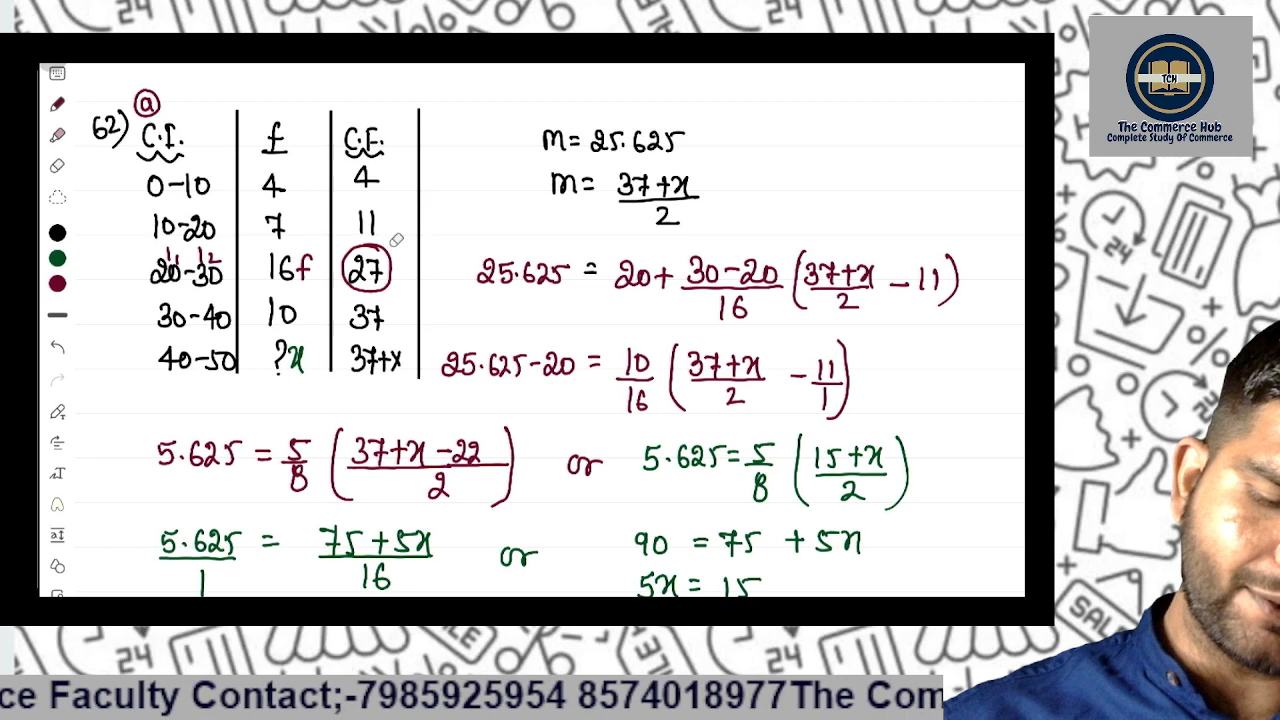 The Commerce Hub
Complete Study Of Commerce
TCH
62) ⓐ
C.I. f C.F.
0-10 4 4
10-20 7 11
l1 l2
20-30 16f 27
30-40 10 37
40-50 ?x 37+x
m= 25.625
m= 37+x/2
25.625 = 20+ 30-20/16 (37+x/2 - 11)
25.625-20 = 10/16 (37+x/2 - 11/1)
5.625 = 5/8 (37+x-22/2) or 5.625 = 5/8 (15+x/2)
5.625/1 = 75+5x/16 or 90 = 75 + 5x
5x = 15
ce Faculty Contact;-7985925954 8574018977The Com